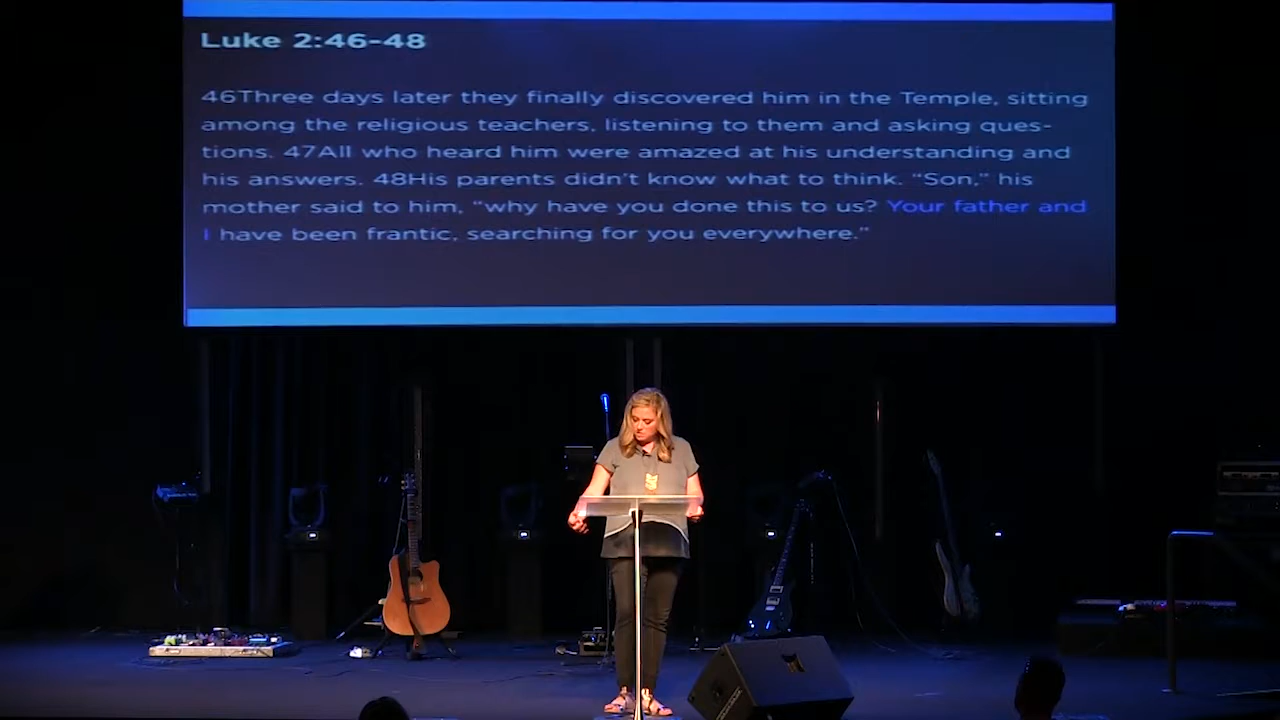 Luke 2:46-48
46Three days later they finally discovered him in the Temple, sitting
among the religious teachers, listening to them and asking ques-
tions. 47All who heard him were amazed at his understanding and
his answers. 48His parents didn't know what to think. "Son," his
mother said to him, "why have you done this to us? Your father and
I have been frantic, searching for you everywhere."